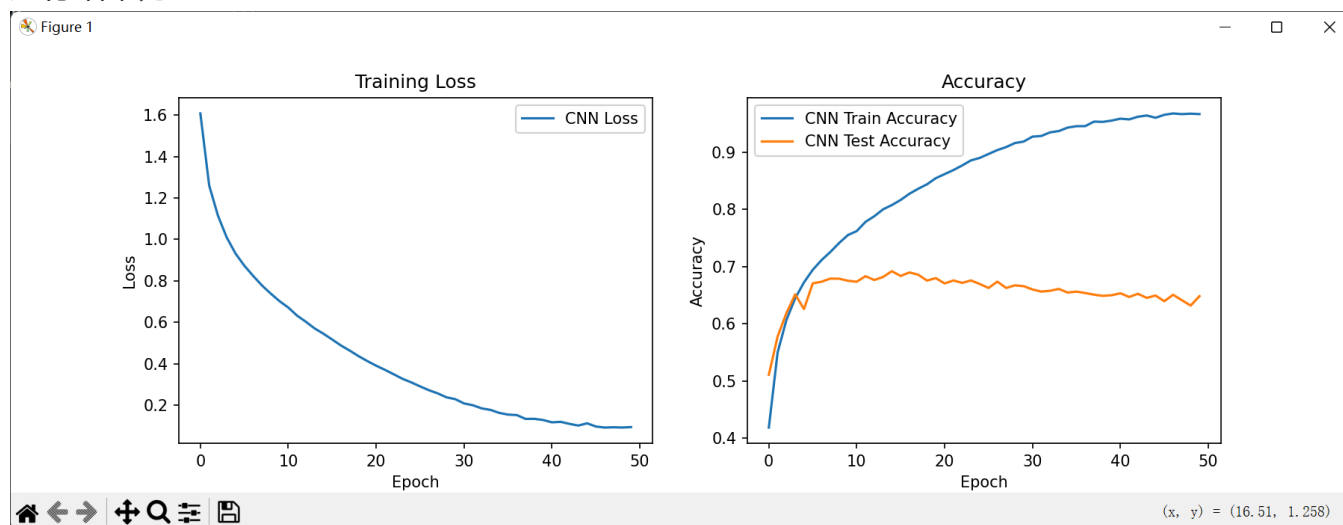 Figure 1
Training Loss
CNN Loss
1.6
1.4
1.2
1.0
0.8
0.6
0.4
0.2
Loss
0 10 20 30 40 50
Epoch
Accuracy
CNN Train Accuracy
CNN Test Accuracy
0.9
0.8
0.7
0.6
0.5
0.4
Accuracy
0 10 20 30 40 50
Epoch
(x, y) = (16.51, 1.258)